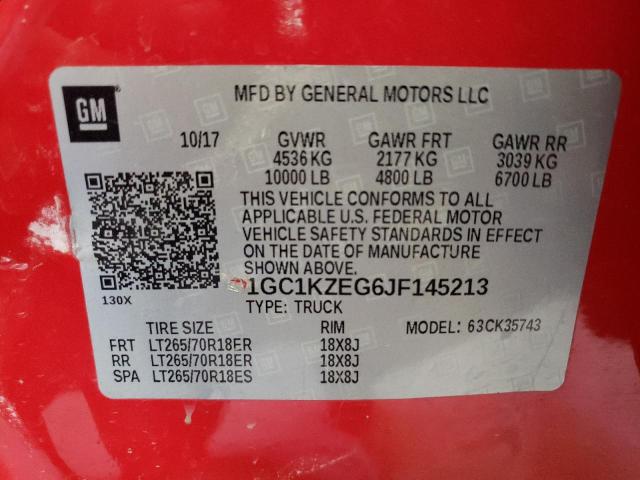 GM
MFD BY GENERAL MOTORS LLC
10/17 GVWR GAWR FRT GAWR RR
4536 KG 2177 KG 3039 KG
10000 LB 4800 LB 6700 LB
THIS VEHICLE CONFORMS TO ALL
APPLICABLE U.S. FEDERAL MOTOR
VEHICLE SAFETY STANDARDS IN EFFECT
ON THE DATE OF MANUFACTURE
SHOWN ABOVE.
1GC1KZEG6JF145213
130X TYPE: TRUCK
TIRE SIZE RIM MODEL: 63CK35743
FRT LT265/70R18ER 18X8J
RR LT265/70R18ER 18X8J
SPA LT265/70R18ES 18X8J